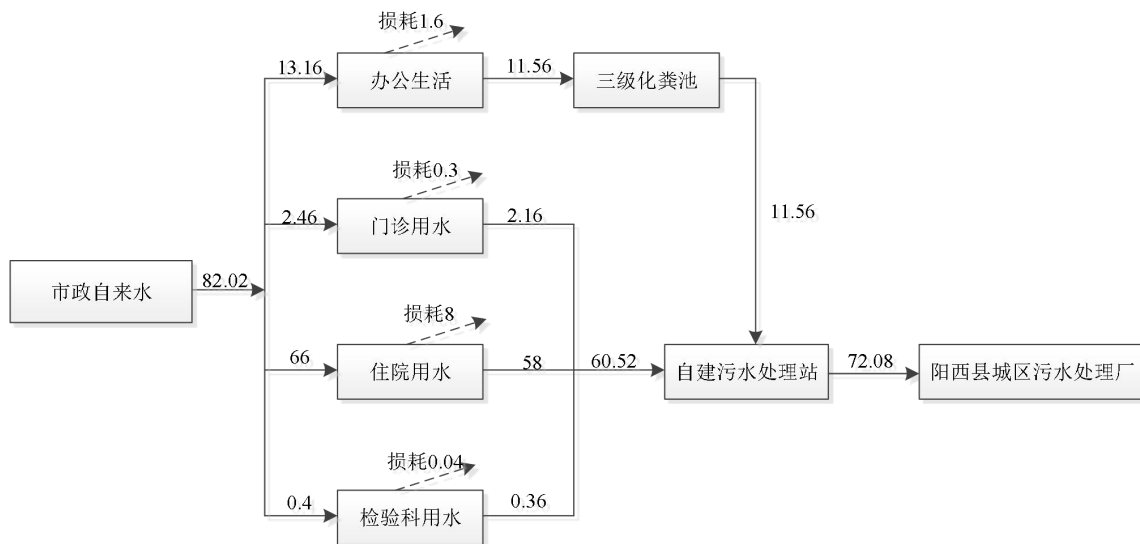 损耗1.6
13.16
办公生活
11.56
三级化粪池
损耗0.3
2.46
门诊用水
2.16
11.56
市政自来水
82.02
损耗8
66
住院用水
58
60.52
自建污水处理站
72.08
阳西县城区污水处理厂
损耗0.04
0.4
检验科用水
0.36